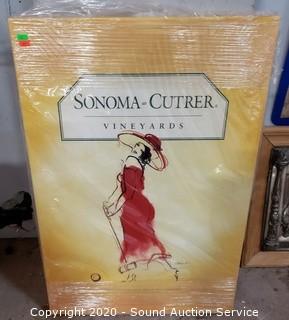 SONOMA-CUTRER®
VINEYARDS
Copyright 2020 - Sound Auction Service